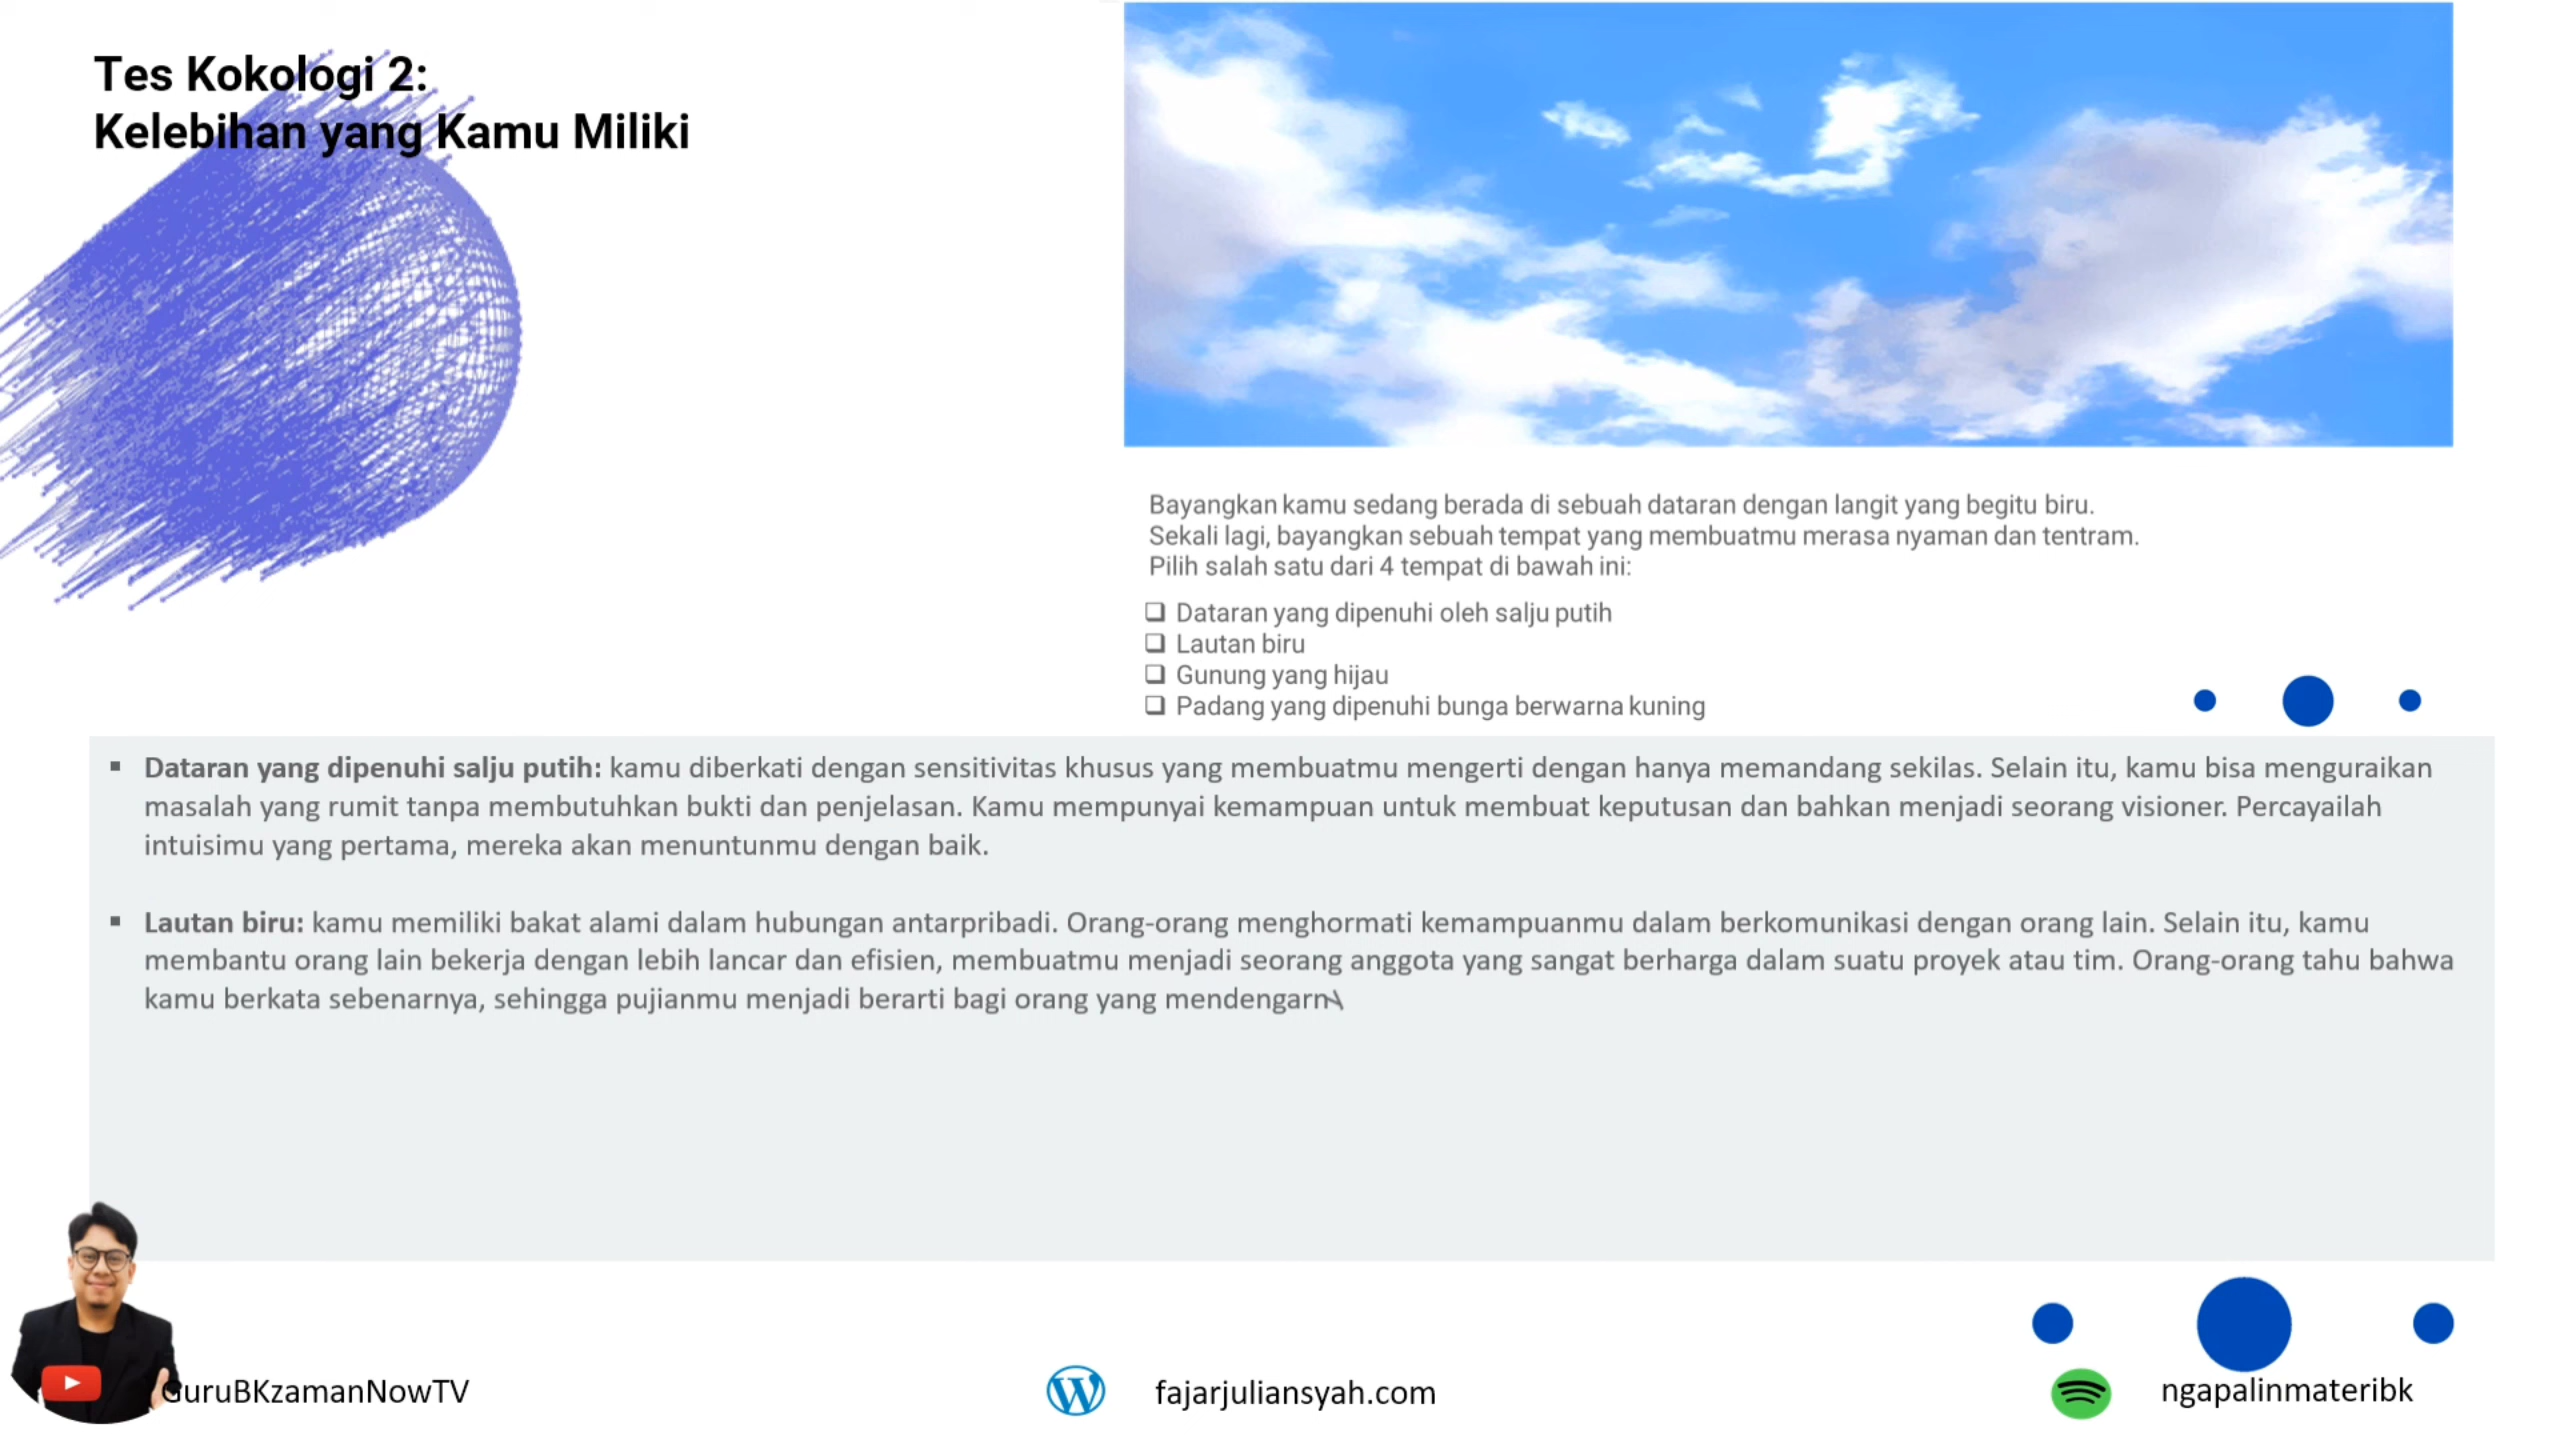 Tes Kokologi 2:
Kelebihan yang Kamu Miliki
Bayangkan kamu sedang berada di sebuah dataran dengan langit yang begitu biru.
Sekali lagi, bayangkan sebuah tempat yang membuatmu merasa nyaman dan tentram.
Pilih salah satu dari 4 tempat di bawah ini:
❑ Dataran yang dipenuhi oleh salju putih
❑ Lautan biru
❑ Gunung yang hijau
❑ Padang yang dipenuhi bunga berwarna kuning
▪ Dataran yang dipenuhi salju putih: kamu diberkati dengan sensitivitas khusus yang membuatmu mengerti dengan hanya memandang sekilas. Selain itu, kamu bisa menguraikan
masalah yang rumit tanpa membutuhkan bukti dan penjelasan. Kamu mempunyai kemampuan untuk membuat keputusan dan bahkan menjadi seorang visioner. Percayailah
intuisimu yang pertama, mereka akan menuntunmu dengan baik.
▪ Lautan biru: kamu memiliki bakat alami dalam hubungan antarpribadi. Orang-orang menghormati kemampuanmu dalam berkomunikasi dengan orang lain. Selain itu, kamu
membantu orang lain bekerja dengan lebih lancar dan efisien, membuatmu menjadi seorang anggota yang sangat berharga dalam suatu proyek atau tim. Orang-orang tahu bahwa
kamu berkata sebenarnya, sehingga pujianmu menjadi berarti bagi orang yang
GuruBKzamanNowTV
fajarjuliansyah.com
ngapalinmateribk